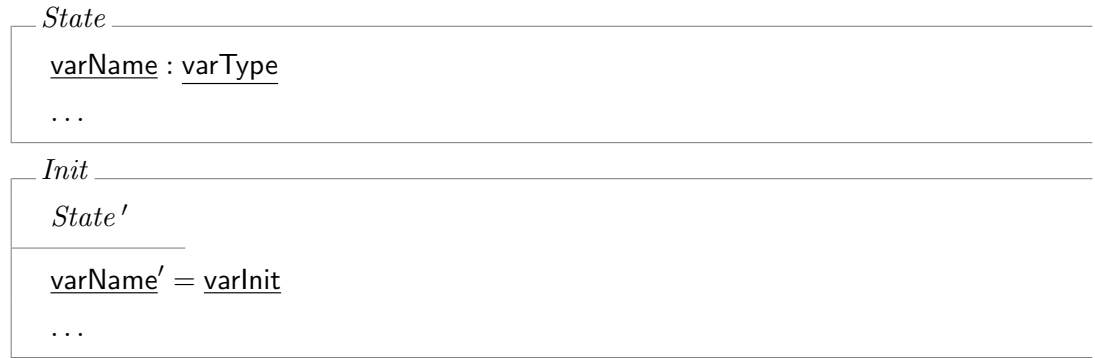 State
varName : varType
. . .
Init
State ′
varName′ = varInit
. . .